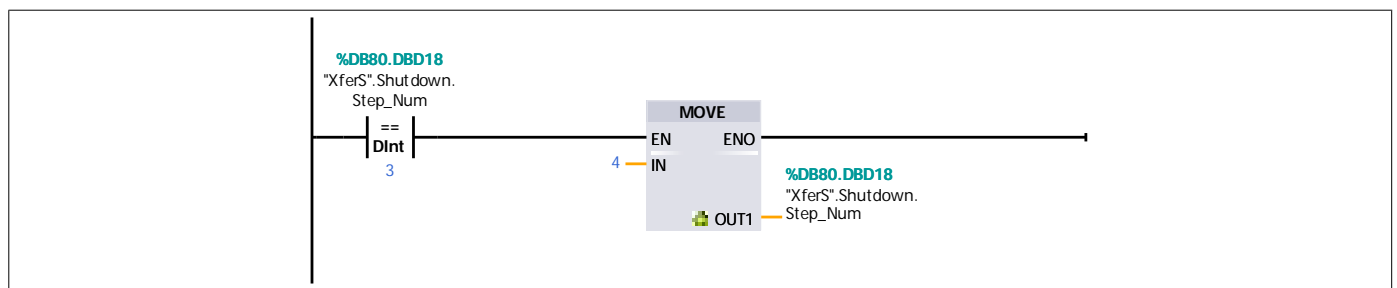 %DB80.DBD18
"XferS".Shutdown.
Step_Num
==
DInt
3
MOVE
EN ENO
4 IN
%DB80.DBD18
"XferS".Shutdown.
OUT1 Step_Num